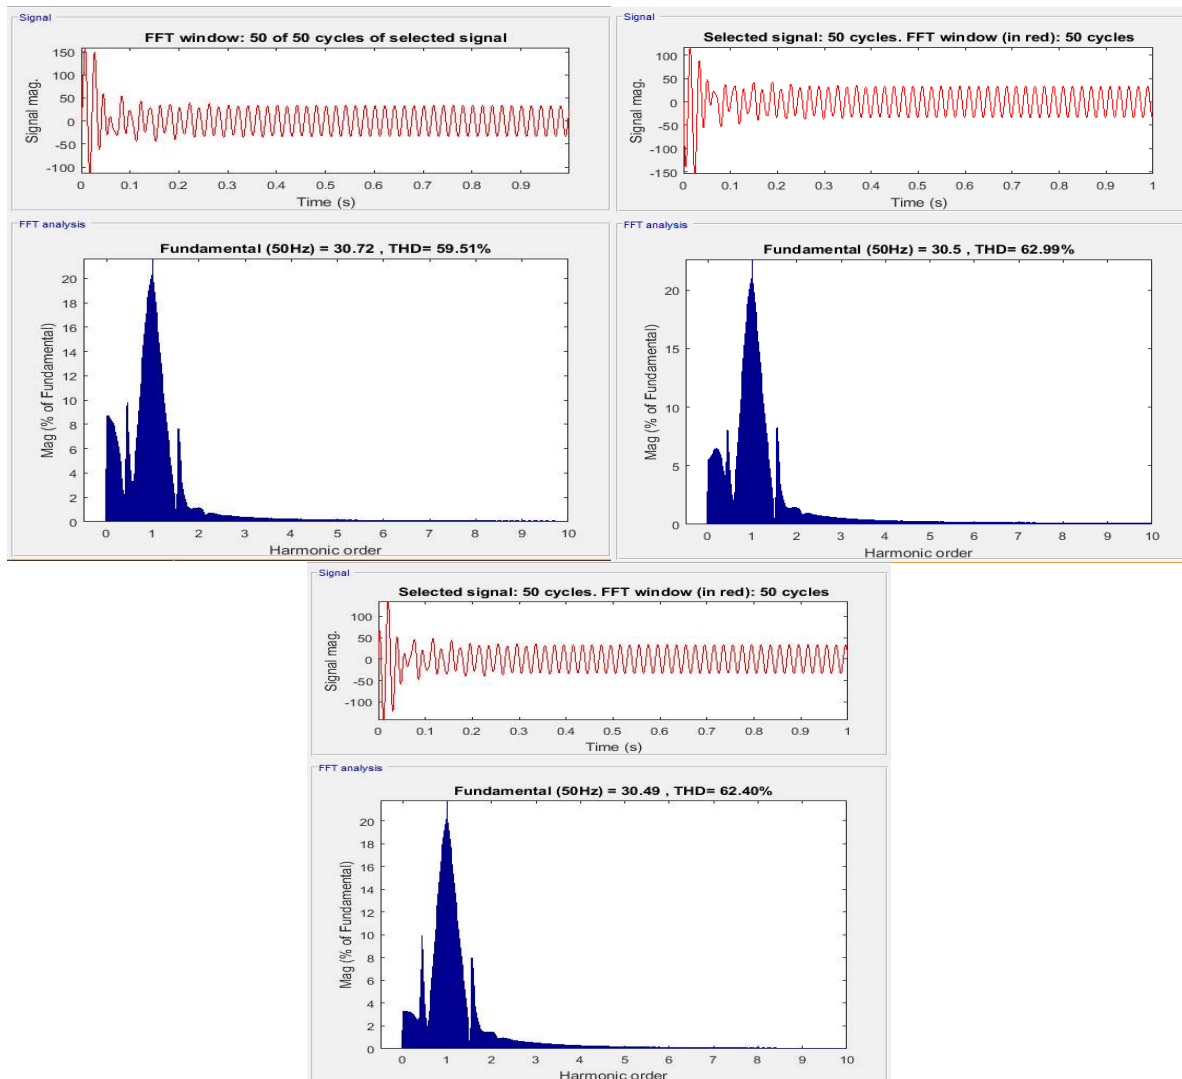 Signal
FFT window: 50 of 50 cycles of selected signal
150
100
50
0
-50
-100
Signal mag.
0 0.1 0.2 0.3 0.4 0.5 0.6 0.7 0.8 0.9
Time (s)
FFT analysis
Fundamental (50Hz) = 30.72 , THD= 59.51%
20
18
16
14
12
10
8
6
4
2
0
Mag (% of Fundamental)
0 1 2 3 4 5 6 7 8 9 10
Harmonic order
Signal
Selected signal: 50 cycles. FFT window (in red): 50 cycles
100
50
0
-50
-100
-150
Signal mag.
0 0.1 0.2 0.3 0.4 0.5 0.6 0.7 0.8 0.9 1
Time (s)
FFT analysis
Fundamental (50Hz) = 30.5 , THD= 62.99%
20
15
10
5
0
Mag (% of Fundamental)
0 1 2 3 4 5 6 7 8 9 10
Harmonic order
Signal
Selected signal: 50 cycles. FFT window (in red): 50 cycles
100
50
0
-50
-100
Signal mag.
0 0.1 0.2 0.3 0.4 0.5 0.6 0.7 0.8 0.9 1
Time (s)
FFT analysis
Fundamental (50Hz) = 30.49 , THD= 62.40%
20
18
16
14
12
10
8
6
4
2
0
Mag (% of Fundamental)
0 1 2 3 4 5 6 7 8 9 10
Harmonic order